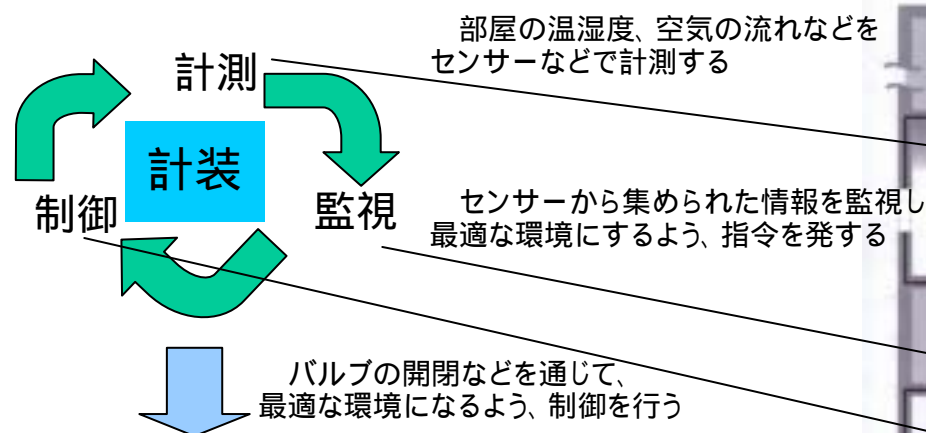 部屋の温湿度、空気の流れなどを
センサーなどで計測する
計測
計装
制御
監視
センサーから集められた情報を監視し
最適な環境にするよう、指令を発する
バルブの開閉などを通じて、
最適な環境になるよう、制御を行う